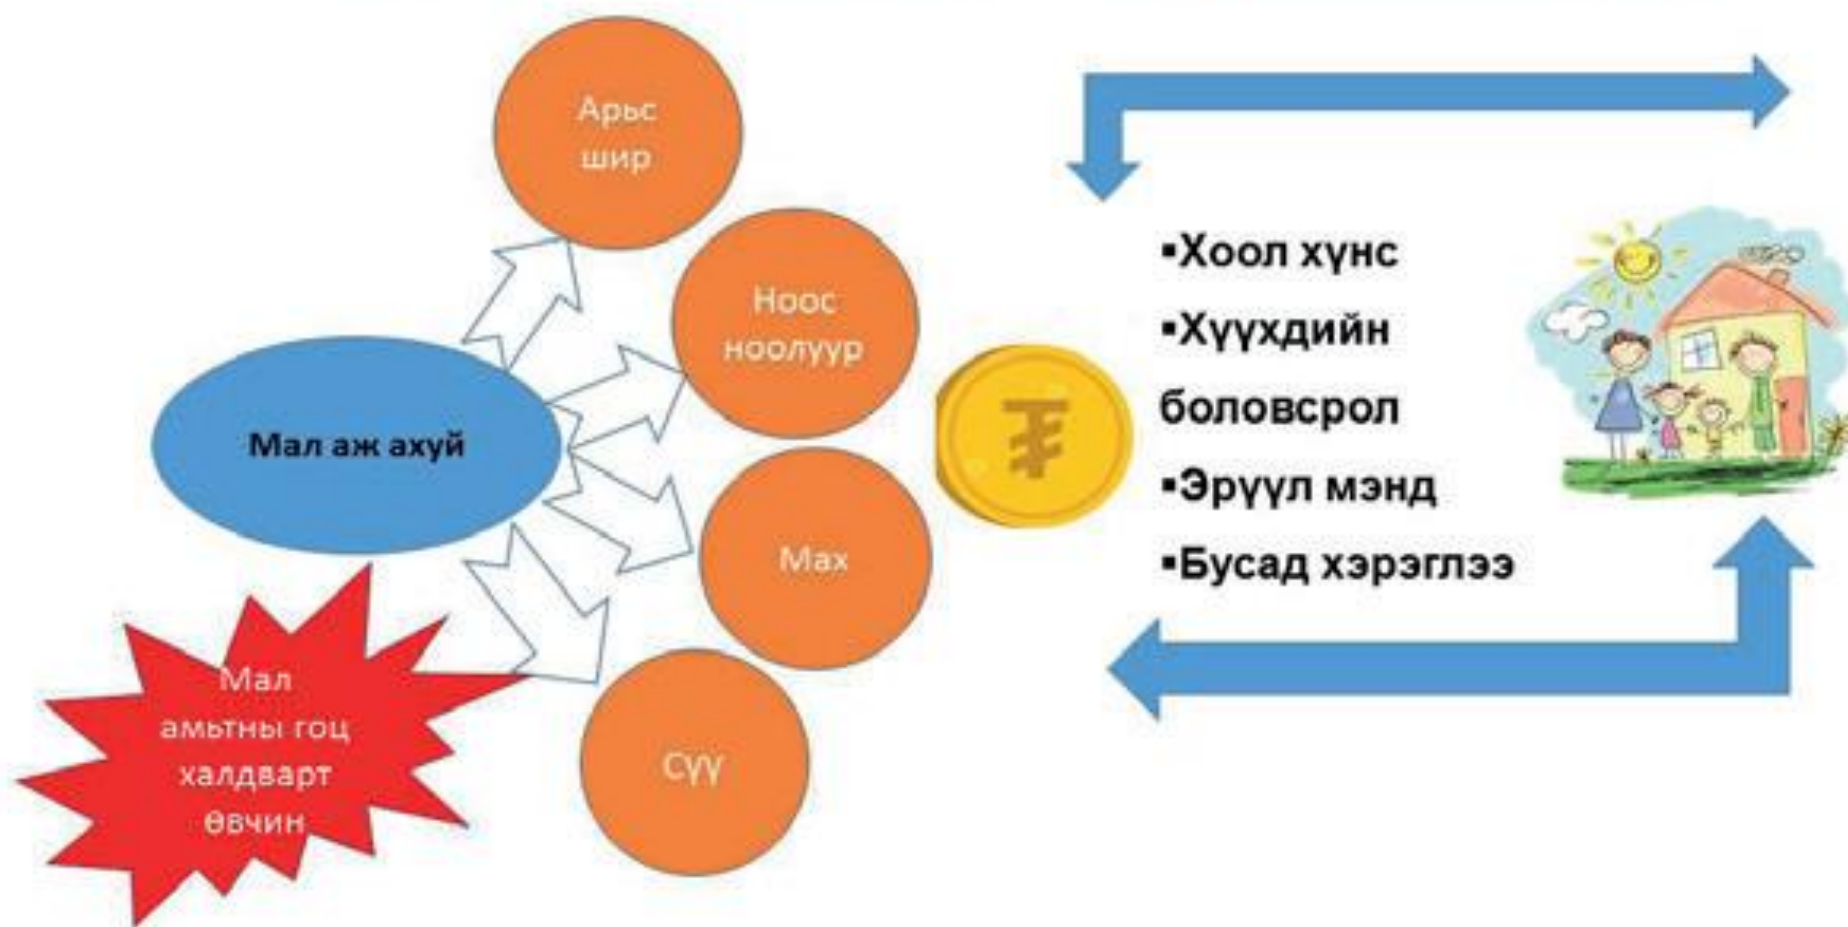 Арьс
шир
Ноос
ноолуур
Мал аж ахуй
Мах
Сүү
Мал
амьтны гоц
халдварт
өвчин
₮
▪Хоол хүнс
▪Хүүхдийн
боловсрол
▪Эрүүл мэнд
▪Бусад хэрэглээ